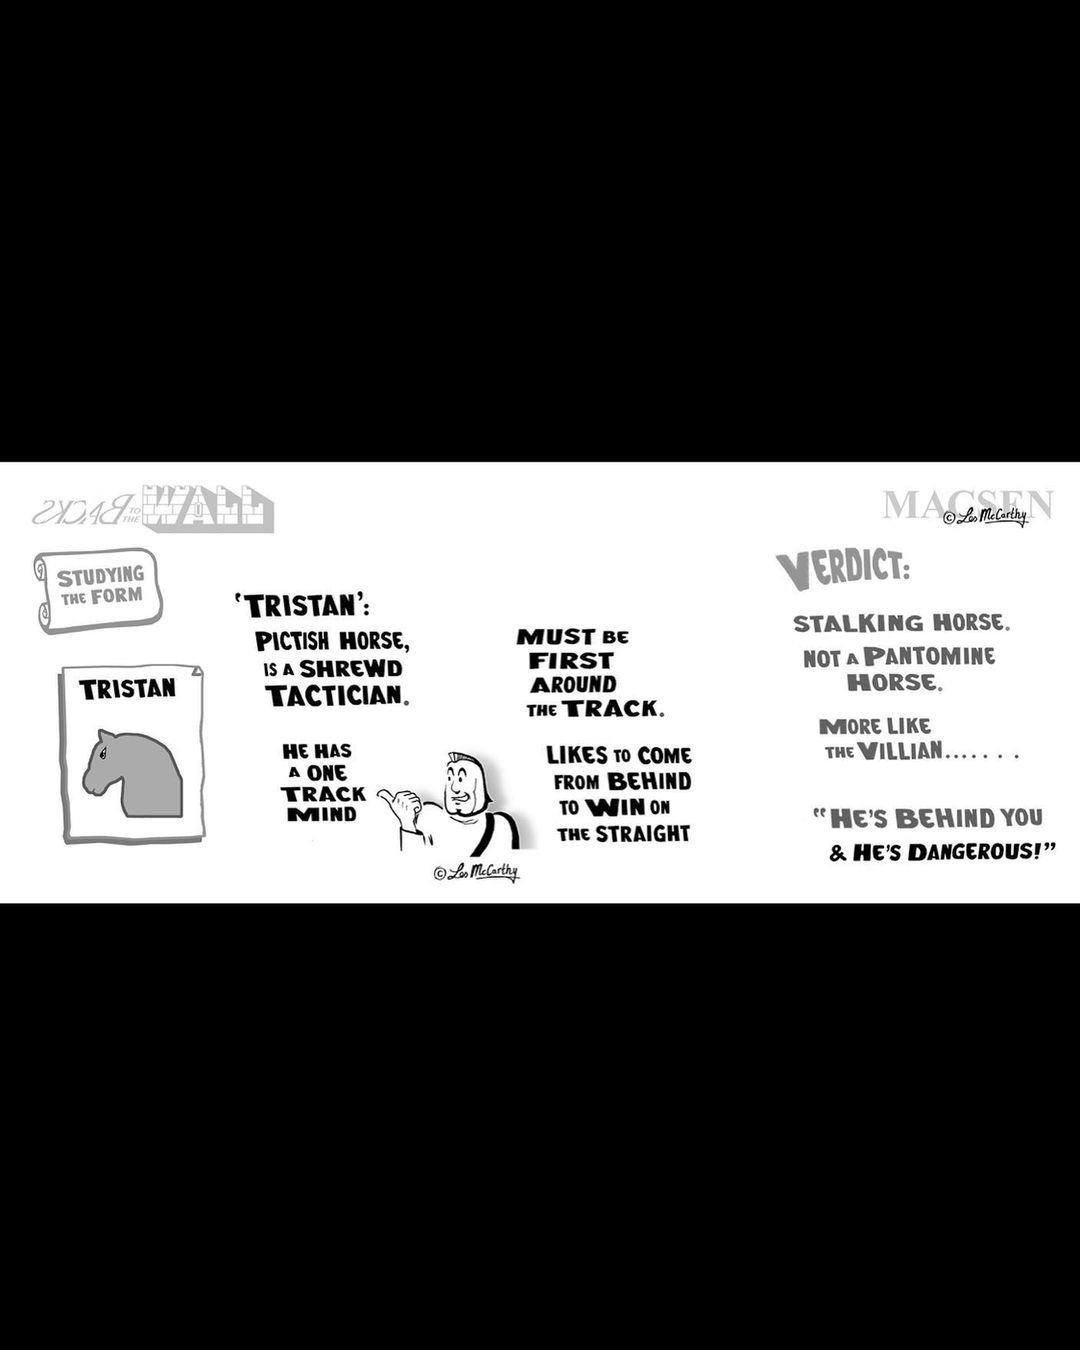 BACKS TO THE WALL
MACSEN
© Les McCarthy
STUDYING
THE FORM
TRISTAN
'TRISTAN':
PICTISH HORSE,
IS A SHREWD
TACTICIAN.
HE HAS
A ONE
TRACK
MIND
MUST BE
FIRST
AROUND
THE TRACK.
LIKES TO COME
FROM BEHIND
TO WIN ON
THE STRAIGHT
© Les McCarthy
VERDICT:
STALKING HORSE.
NOT A PANTOMINE
HORSE.
MORE LIKE
THE VILLIAN.......
"HE'S BEHIND YOU
& HE'S DANGEROUS!"